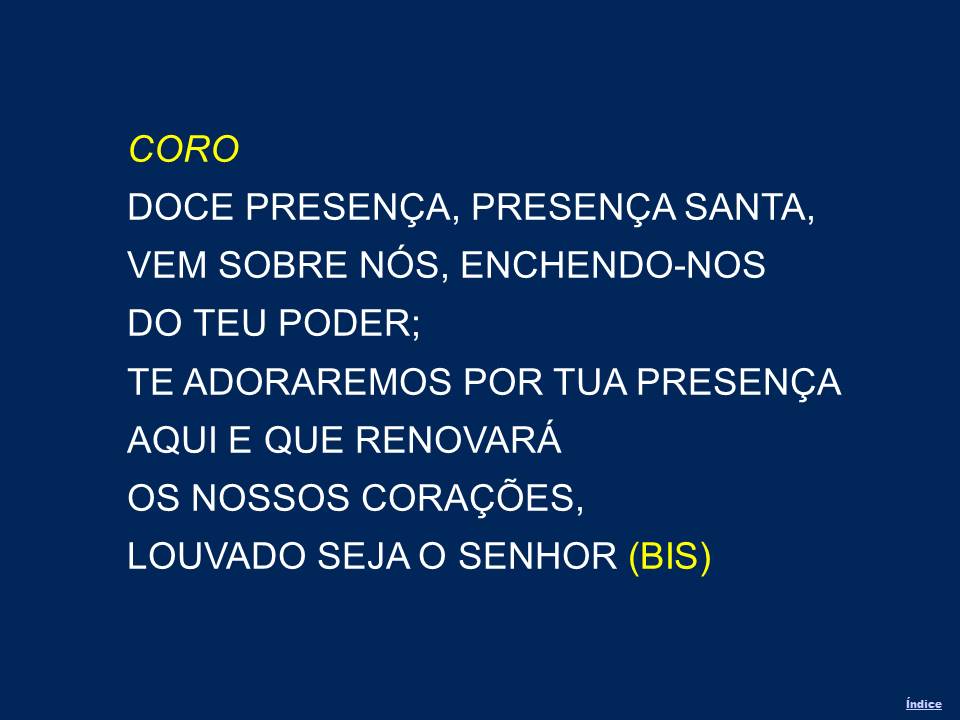 CORO
DOCE PRESENÇA, PRESENÇA SANTA,
VEM SOBRE NÓS, ENCHENDO-NOS
DO TEU PODER;
TE ADORAREMOS POR TUA PRESENÇA
AQUI E QUE RENOVARÁ
OS NOSSOS CORAÇÕES,
LOUVADO SEJA O SENHOR (BIS)
Índice